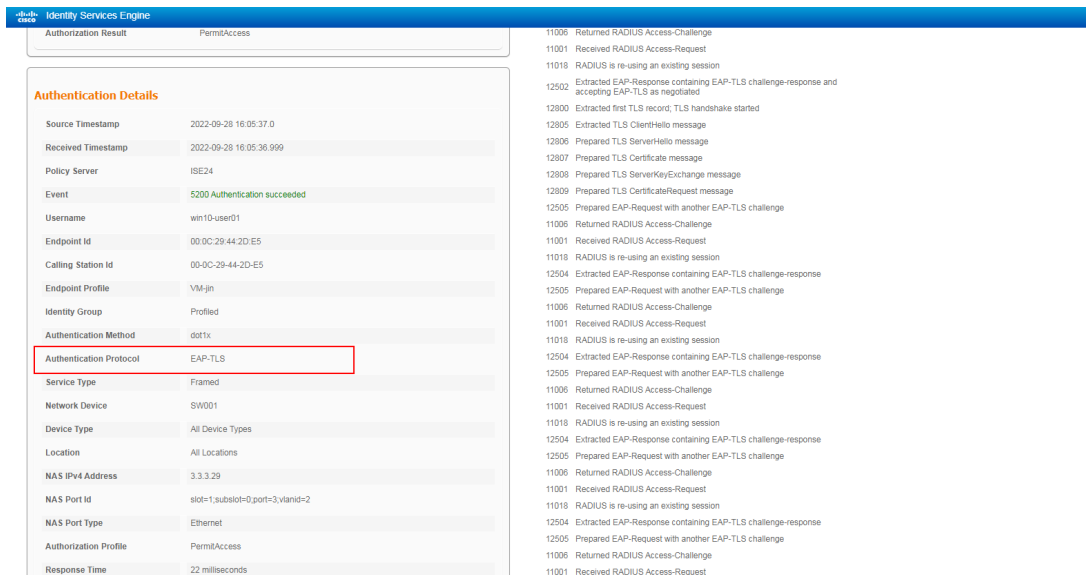 cisco Identity Services Engine
Authorization Result PermitAccess
Authentication Details
Source Timestamp 2022-09-28 16:05:37.0
Received Timestamp 2022-09-28 16:05:36.999
Policy Server ISE24
Event 5200 Authentication succeeded
Username win10-user01
Endpoint Id 00:0C:29:44:2D:E5
Calling Station Id 00-0C-29-44-2D-E5
Endpoint Profile VM-jin
Identity Group Profiled
Authentication Method dot1x
Authentication Protocol EAP-TLS
Service Type Framed
Network Device SW001
Device Type All Device Types
Location All Locations
NAS IPv4 Address 3.3.3.29
NAS Port Id slot=1;subslot=0;port=3;vlanid=2
NAS Port Type Ethernet
Authorization Profile PermitAccess
Response Time 22 milliseconds
11006 Returned RADIUS Access-Challenge
11001 Received RADIUS Access-Request
11018 RADIUS is re-using an existing session
12502 Extracted EAP-Response containing EAP-TLS challenge-response and
accepting EAP-TLS as negotiated
12800 Extracted first TLS record; TLS handshake started
12805 Extracted TLS ClientHello message
12806 Prepared TLS ServerHello message
12807 Prepared TLS Certificate message
12808 Prepared TLS ServerKeyExchange message
12809 Prepared TLS CertificateRequest message
12505 Prepared EAP-Request with another EAP-TLS challenge
11006 Returned RADIUS Access-Challenge
11001 Received RADIUS Access-Request
11018 RADIUS is re-using an existing session
12504 Extracted EAP-Response containing EAP-TLS challenge-response
12505 Prepared EAP-Request with another EAP-TLS challenge
11006 Returned RADIUS Access-Challenge
11001 Received RADIUS Access-Request
11018 RADIUS is re-using an existing session
12504 Extracted EAP-Response containing EAP-TLS challenge-response
12505 Prepared EAP-Request with another EAP-TLS challenge
11006 Returned RADIUS Access-Challenge
11001 Received RADIUS Access-Request
11018 RADIUS is re-using an existing session
12504 Extracted EAP-Response containing EAP-TLS challenge-response
12505 Prepared EAP-Request with another EAP-TLS challenge
11006 Returned RADIUS Access-Challenge
11001 Received RADIUS Access-Request
11018 RADIUS is re-using an existing session
12504 Extracted EAP-Response containing EAP-TLS challenge-response
12505 Prepared EAP-Request with another EAP-TLS challenge
11006 Returned RADIUS Access-Challenge
11001 Received RADIUS Access-Request